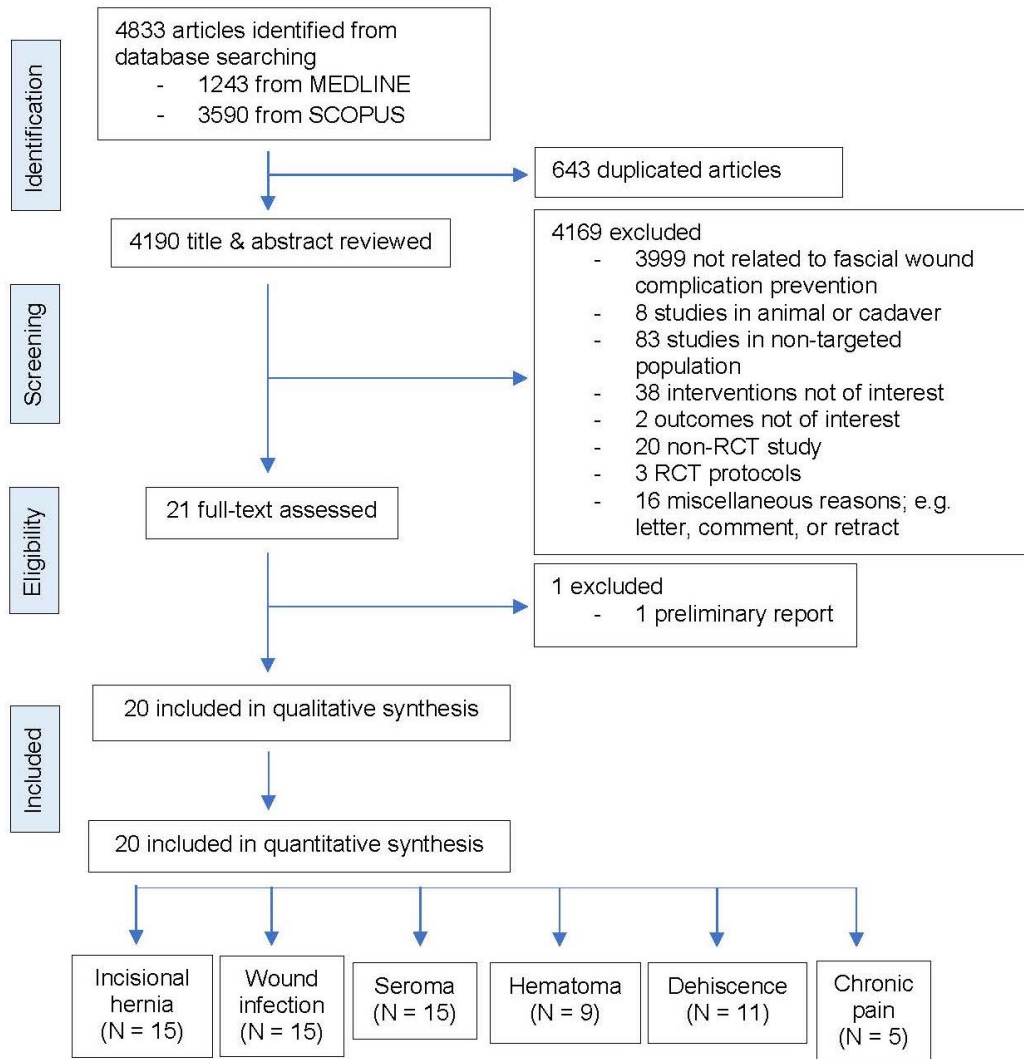 Identification
4833 articles identified from
database searching
- 1243 from MEDLINE
- 3590 from SCOPUS
643 duplicated articles
4190 title & abstract reviewed
Screening
4169 excluded
- 3999 not related to fascial wound
complication prevention
- 8 studies in animal or cadaver
- 83 studies in non-targeted
population
- 38 interventions not of interest
- 2 outcomes not of interest
- 20 non-RCT study
- 3 RCT protocols
- 16 miscellaneous reasons; e.g.
letter, comment, or retract
Eligibility
21 full-text assessed
1 excluded
- 1 preliminary report
Included
20 included in qualitative synthesis
20 included in quantitative synthesis
Incisional
hernia
(N = 15)
Wound
infection
(N = 15)
Seroma
(N = 15)
Hematoma
(N = 9)
Dehiscence
(N = 11)
Chronic
pain
(N = 5)